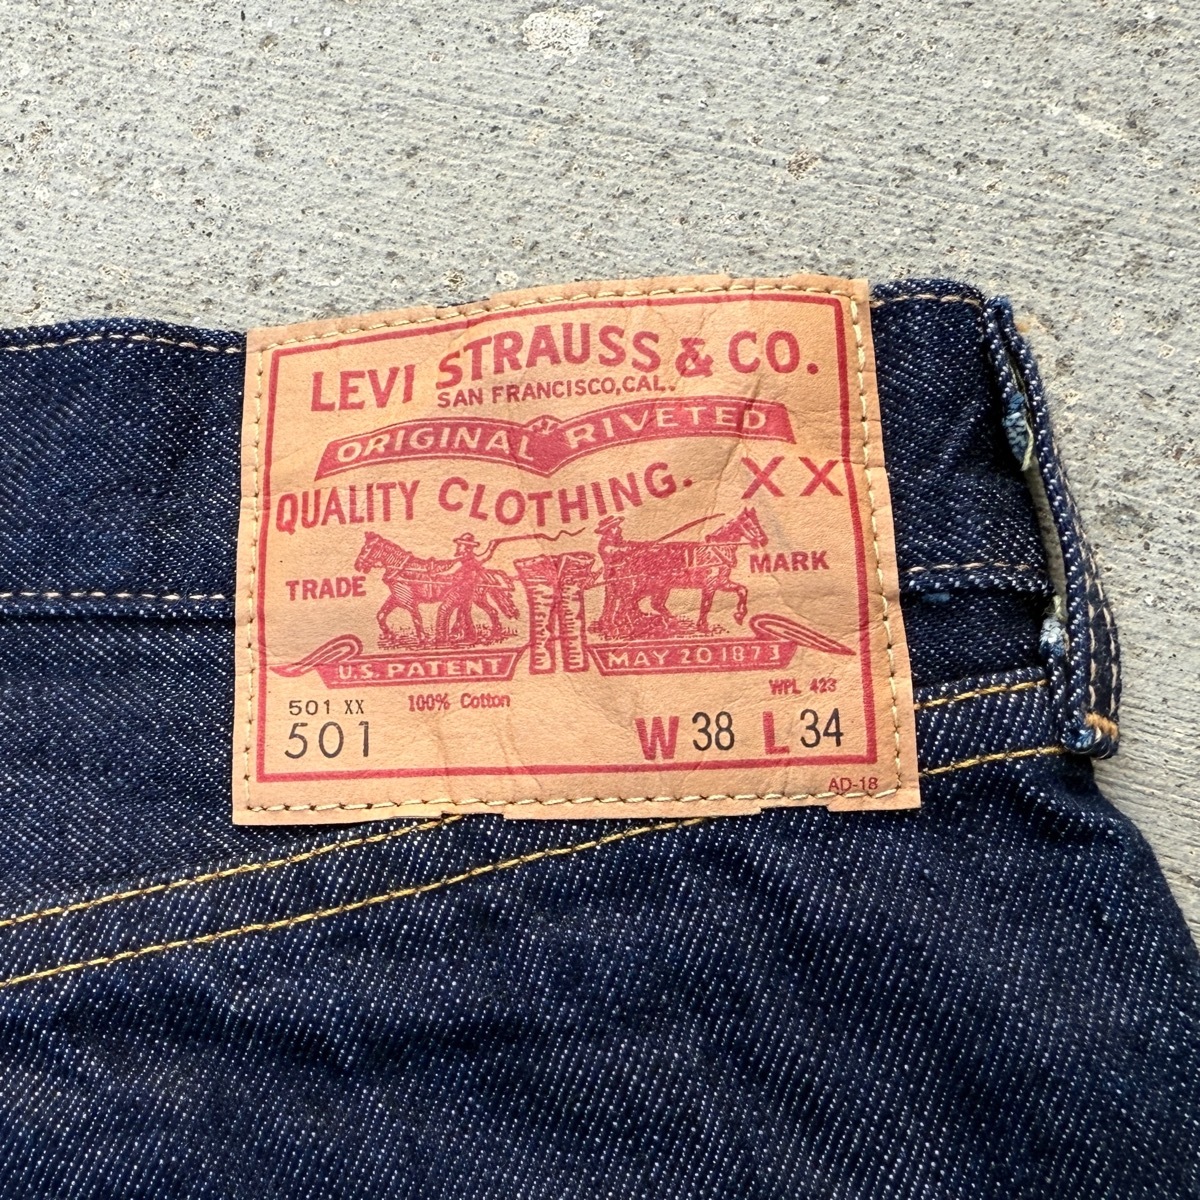 LEVI STRAUSS & CO.
SAN FRANCISCO, CAL.
ORIGINAL RIVETED
QUALITY CLOTHING. XX
TRADE MARK
U.S. PATENT MAY 20 1873
501 XX 100% Cotton WPL 423
501 W 38 L 34
AD-18